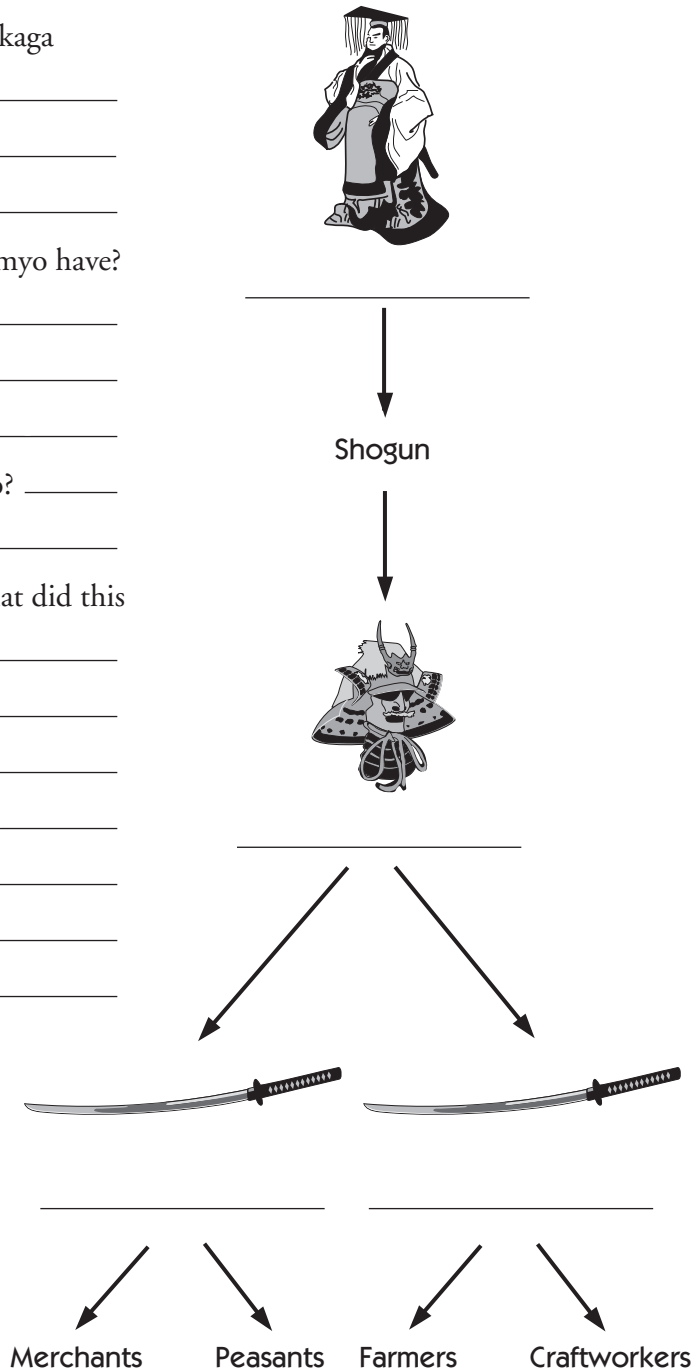 kaga
myo have?
o?
at did this
Shogun
Merchants Peasants Farmers Craftworkers